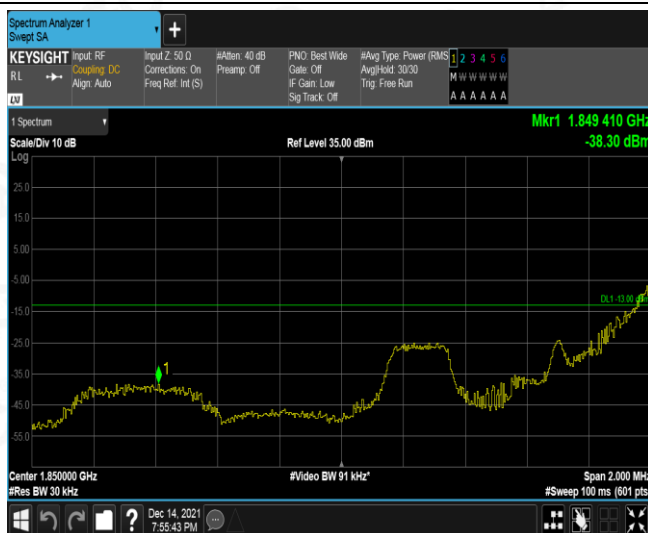 Spectrum Analyzer 1
Swept SA
+
KEYSIGHT
RL
LXI
Input: RF
Coupling: DC
Align: Auto
Input Z: 50 Ω
Corrections: On
Freq Ref: Int (S)
#Atten: 40 dB
Preamp: Off
PNO: Best Wide
Gate: Off
IF Gain: Low
Sig Track: Off
#Avg Type: Power (RMS
Avg|Hold: 30/30
Trig: Free Run
1 2 3 4 5 6
M W W W W W
A A A A A A
1 Spectrum
Mkr1 1.849 410 GHz
Scale/Div 10 dB
Ref Level 35.00 dBm
-38.30 dBm
Log
25.0
15.0
5.00
-5.00
DL1 -13.00 dBm
-15.0
-25.0
-35.0
1
-45.0
-55.0
Center 1.850000 GHz
#Video BW 91 kHz*
Span 2.000 MHz
#Res BW 30 kHz
#Sweep 100 ms (601 pts)
?
Dec 14, 2021
7:55:43 PM